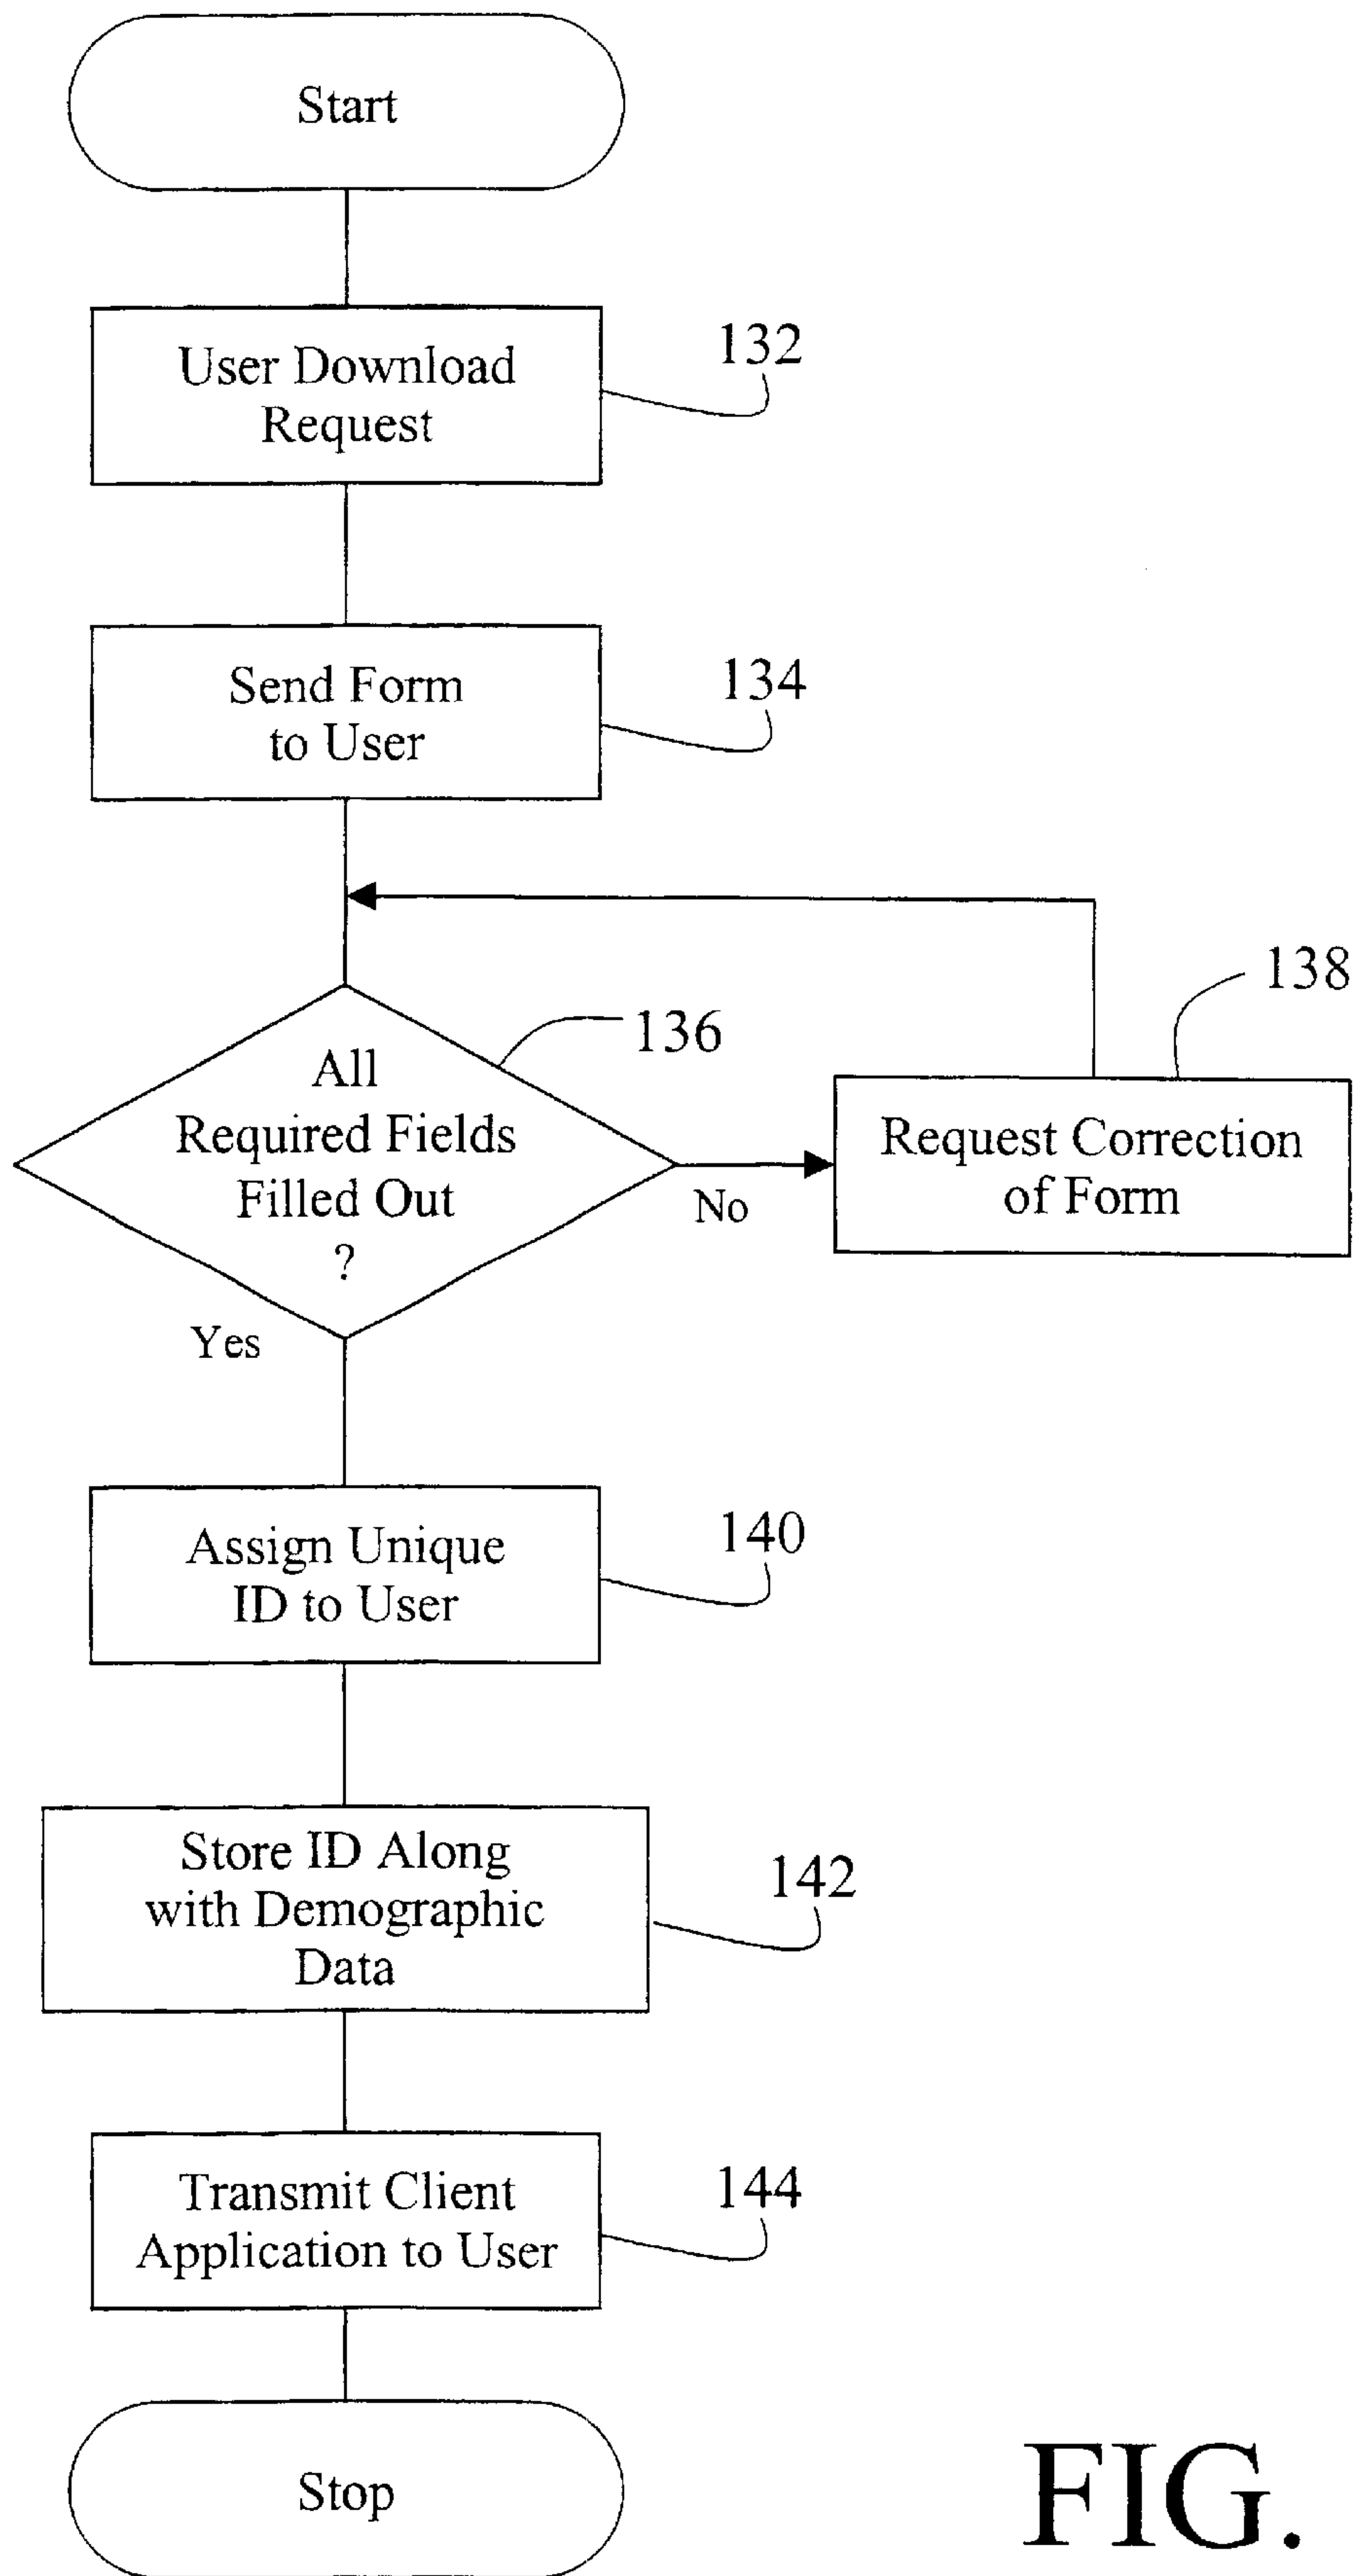 Start
User Download
Request
132
Send Form
to User
134
All
Required Fields
Filled Out
?
136
No
Request Correction
of Form
138
Yes
Assign Unique
ID to User
140
Store ID Along
with Demographic
Data
142
Transmit Client
Application to User
144
Stop
FIG.